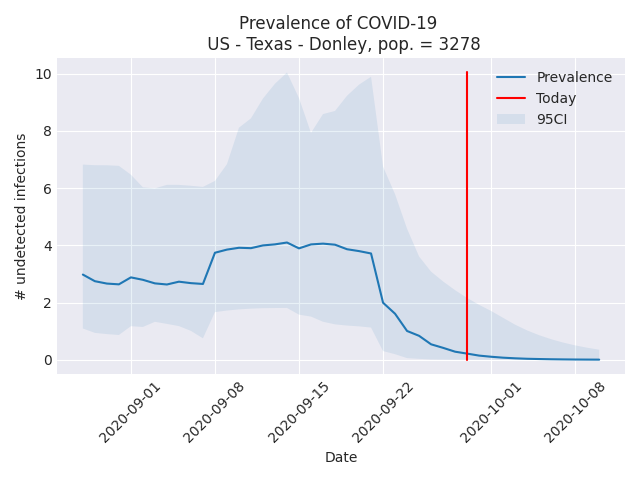 Prevalence of COVID-19
US - Texas - Donley, pop. = 3278
Prevalence
Today
95CI
# undetected infections
10
8
6
4
2
0
2020-09-01
2020-09-08
2020-09-15
2020-09-22
2020-10-01
2020-10-08
Date